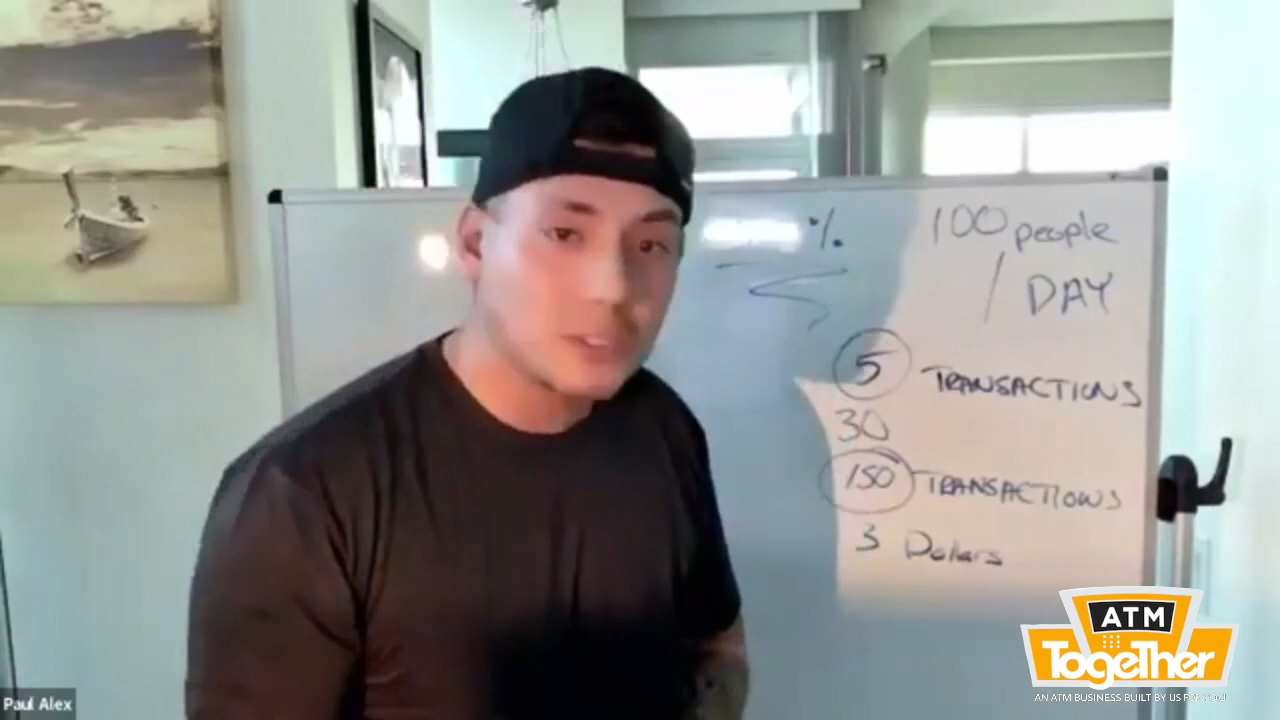 %
100 people
/ DAY
5 TRANSACTIONS
30
150 TRANSACTIONS
3 Dollars
ATM
Together
AN ATM BUSINESS BUILT BY US FOR YOU!
Paul Alex